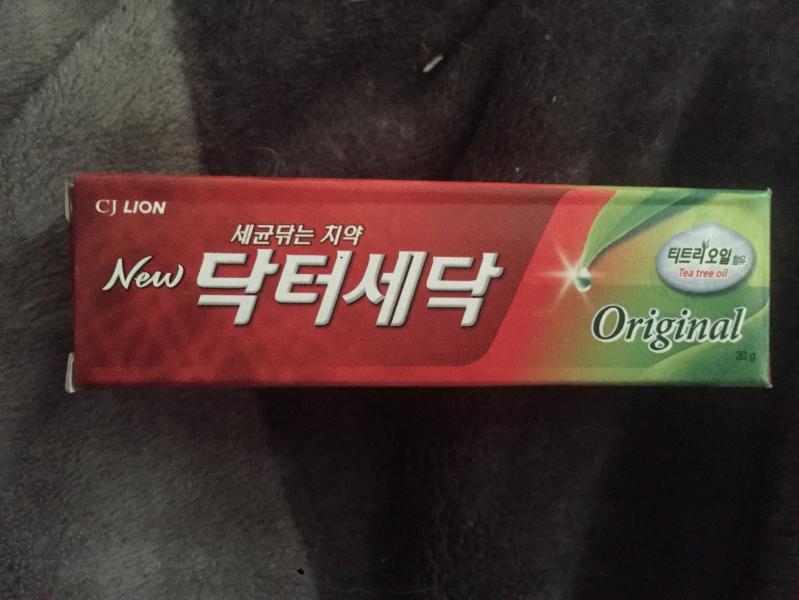 CJ LION
세균닦는 치약
New 닥터세닥
티트리오일 함유
Tea tree oil
Original
20 g